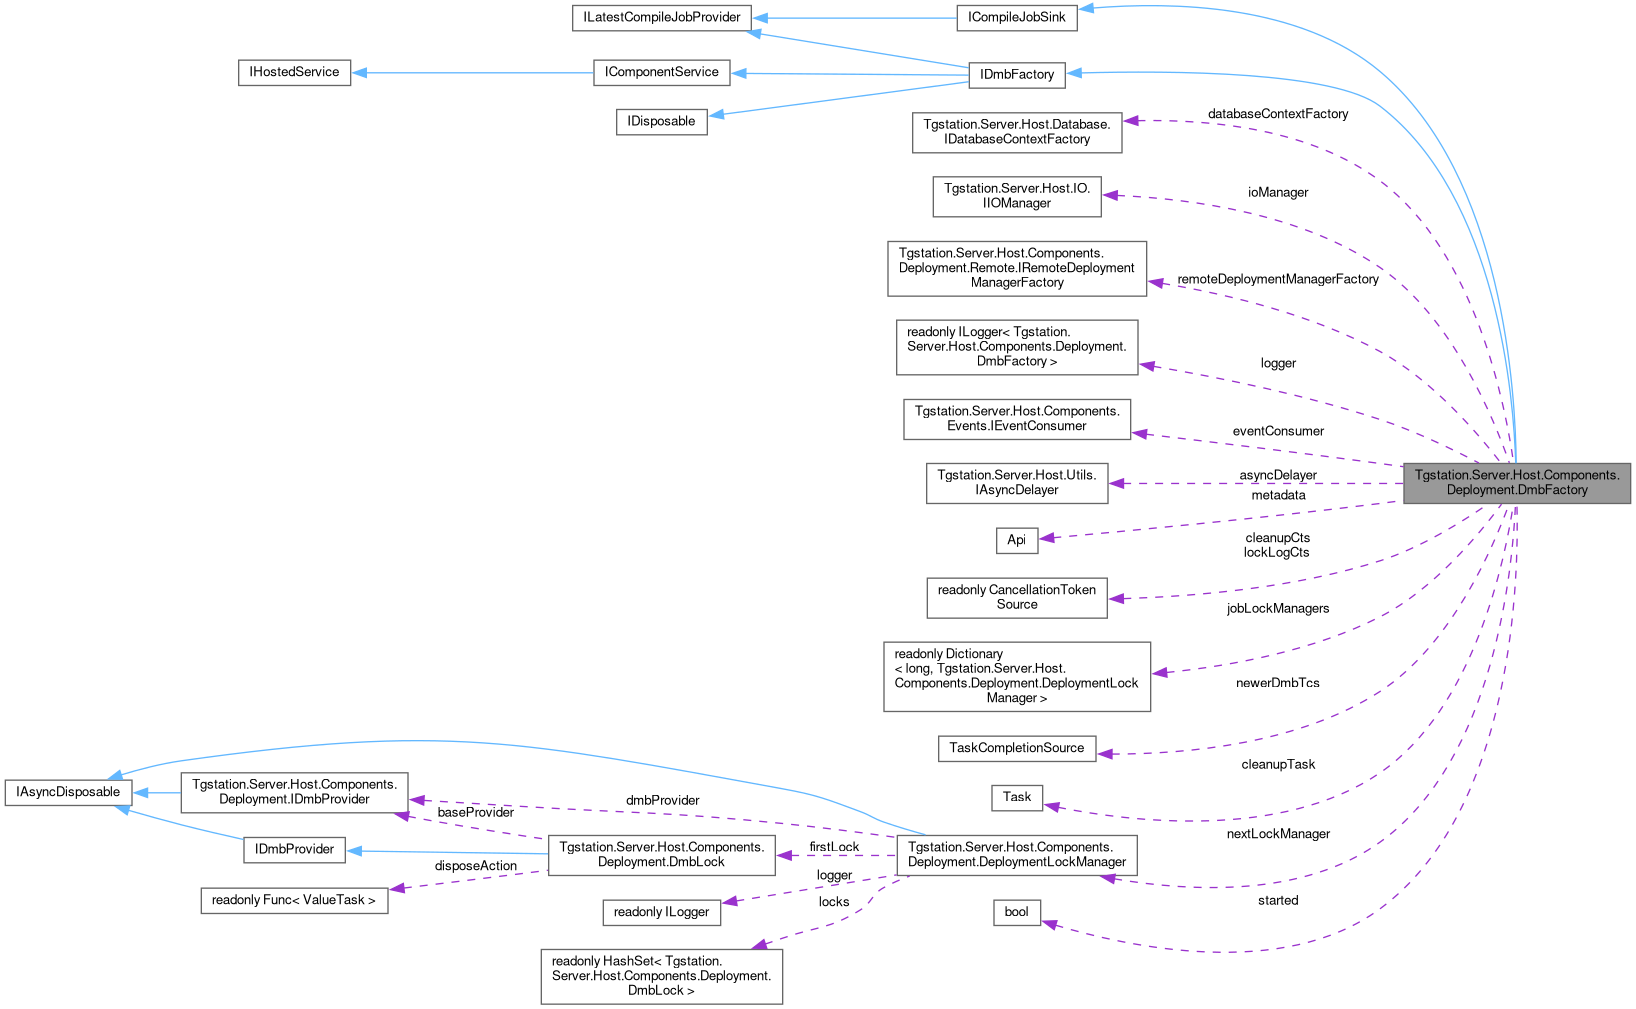 ILatestCompileJobProvider
ICompileJobSink
IHostedService
IComponentService
IDmbFactory
IDisposable
databaseContextFactory
Tgstation.Server.Host.Database.
IDatabaseContextFactory
ioManager
Tgstation.Server.Host.IO.
IIOManager
Tgstation.Server.Host.Components.
Deployment.Remote.IRemoteDeployment
ManagerFactory
remoteDeploymentManagerFactory
readonly ILogger< Tgstation.
Server.Host.Components.Deployment.
DmbFactory >
logger
Tgstation.Server.Host.Components.
Events.IEventConsumer
eventConsumer
Tgstation.Server.Host.Components.
Deployment.DmbFactory
Tgstation.Server.Host.Utils.
IAsyncDelayer
asyncDelayer
metadata
Api
cleanupCts
lockLogCts
readonly CancellationToken
Source
jobLockManagers
readonly Dictionary
< long, Tgstation.Server.Host.
Components.Deployment.DeploymentLock
Manager >
newerDmbTcs
TaskCompletionSource
cleanupTask
Task
IAsyncDisposable
Tgstation.Server.Host.Components.
Deployment.IDmbProvider
dmbProvider
baseProvider
nextLockManager
IDmbProvider
Tgstation.Server.Host.Components.
Deployment.DmbLock
firstLock
Tgstation.Server.Host.Components.
Deployment.DeploymentLockManager
disposeAction
readonly Func< ValueTask >
logger
readonly ILogger
locks
started
bool
readonly HashSet< Tgstation.
Server.Host.Components.Deployment.
DmbLock >